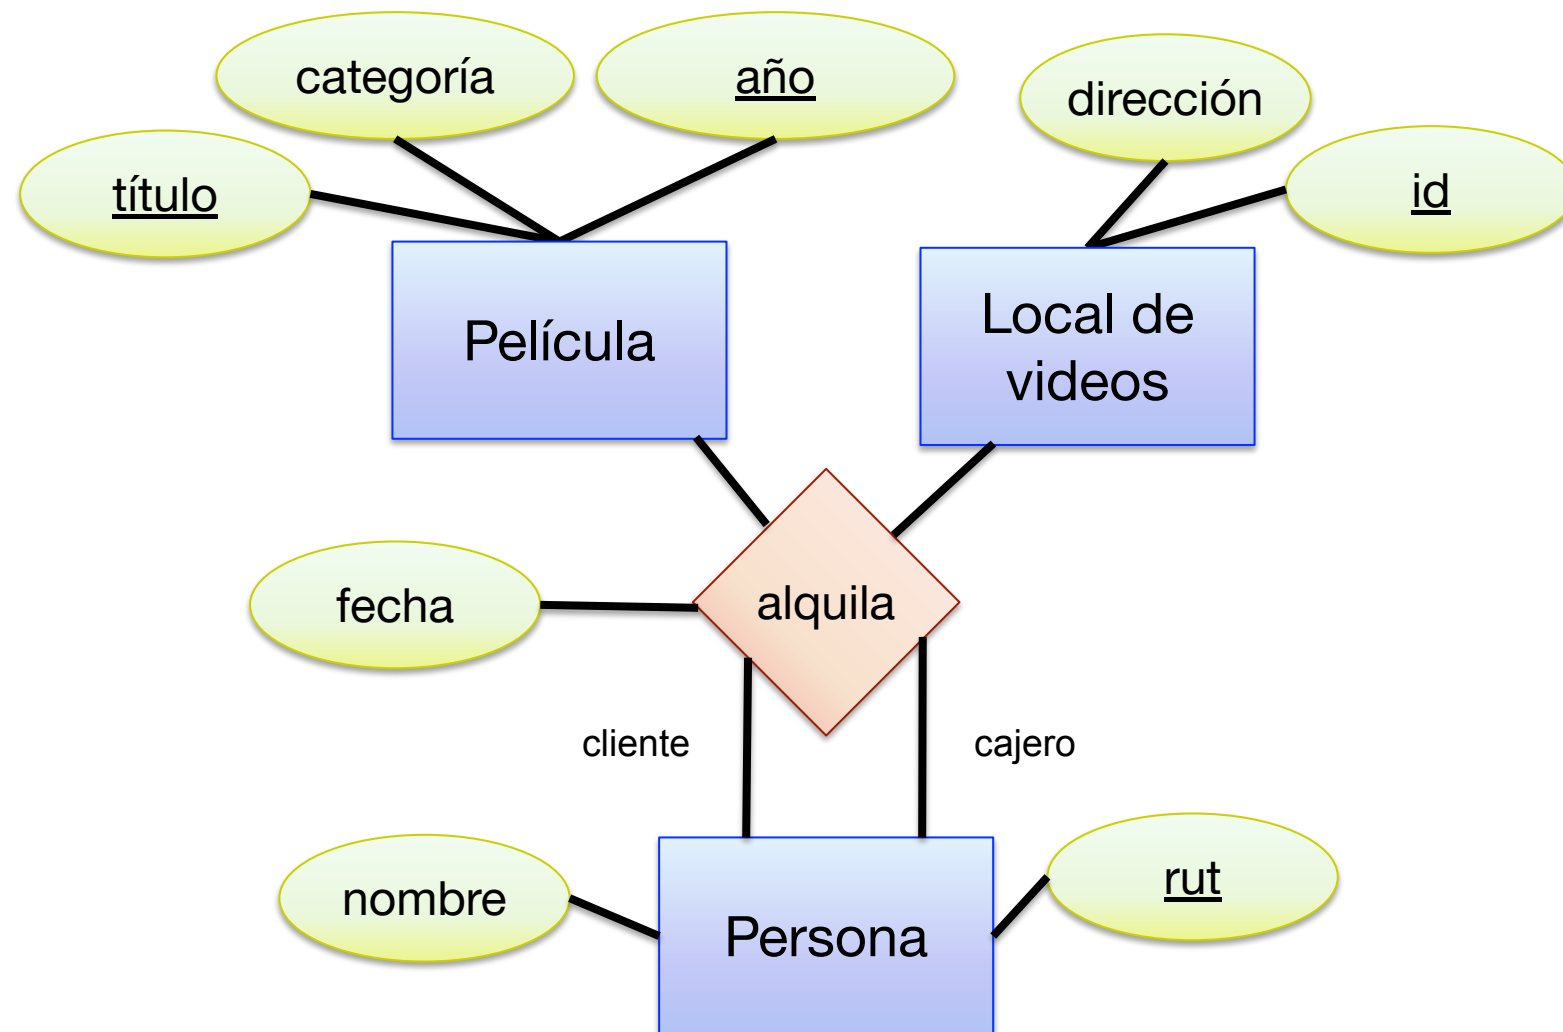 categoría
año
dirección
título
id
Película
Local de
videos
fecha
alquila
cliente
cajero
nombre
rut
Persona